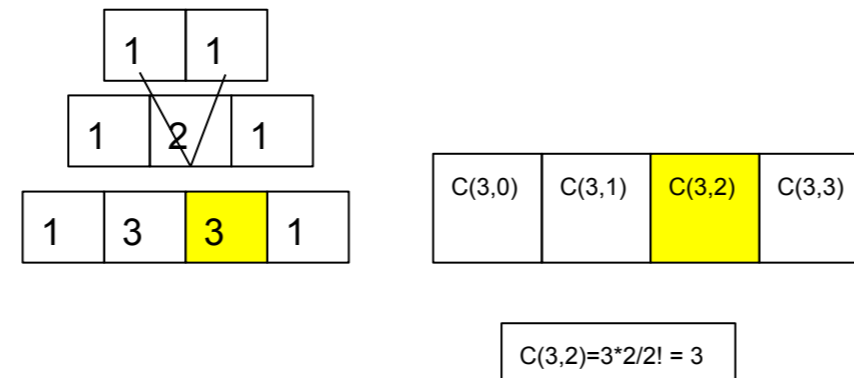 1 1
1 2 1
1 3 3 1
C(3,0) C(3,1) C(3,2) C(3,3)
C(3,2)=3*2/2! = 3